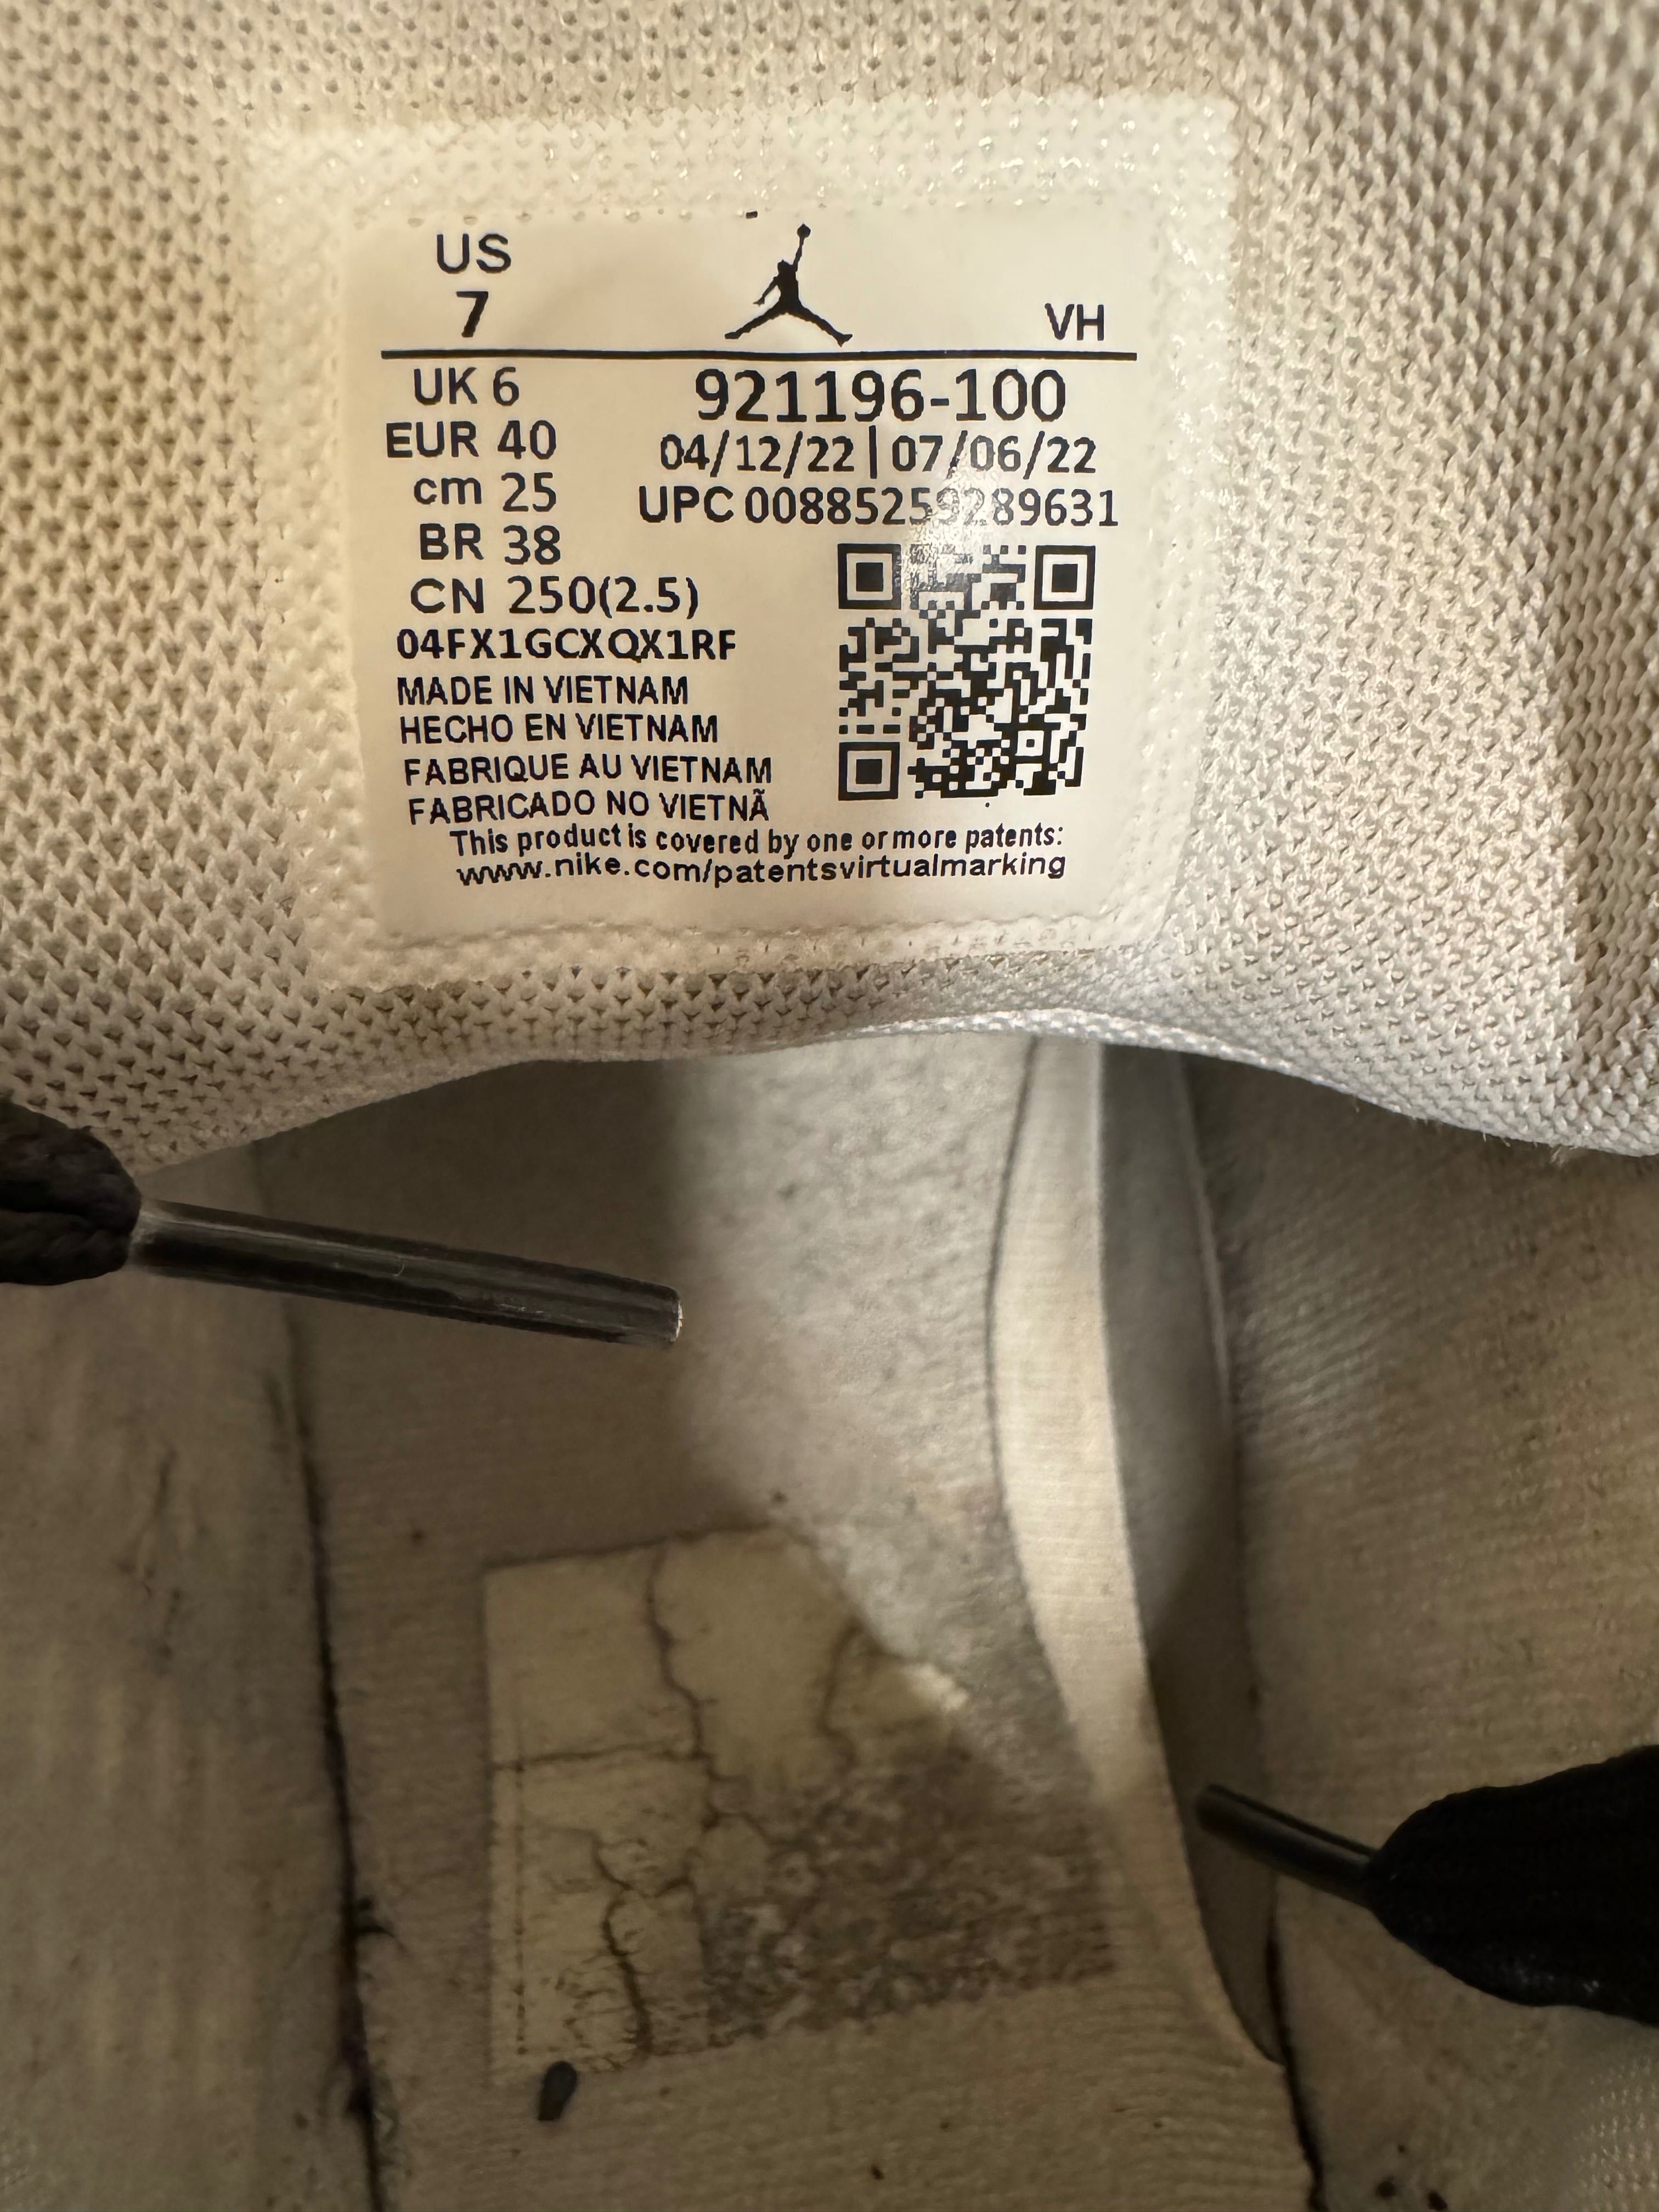 US
7
VH
UK 6
921196-100
EUR 40
04/12/22 | 07/06/22
cm 25
UPC 00885259289631
BR 38
CN 250(2.5)
04FX1GCXQX1RF
MADE IN VIETNAM
HECHO EN VIETNAM
FABRIQUE AU VIETNAM
FABRICADO NO VIETNÃ
This product is covered by one or more patents:
www.nike.com/patentsvirtualmarking